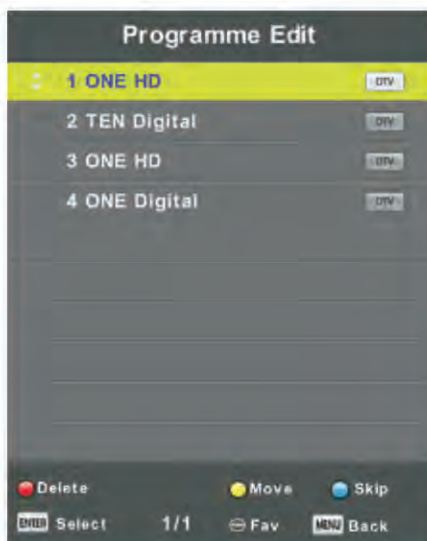 Programme Edit
1 ONE HD DTV
2 TEN Digital DTV
3 ONE HD DTV
4 ONE Digital DTV
Delete Move Skip
ENTER Select 1/1 Fav MENU Back